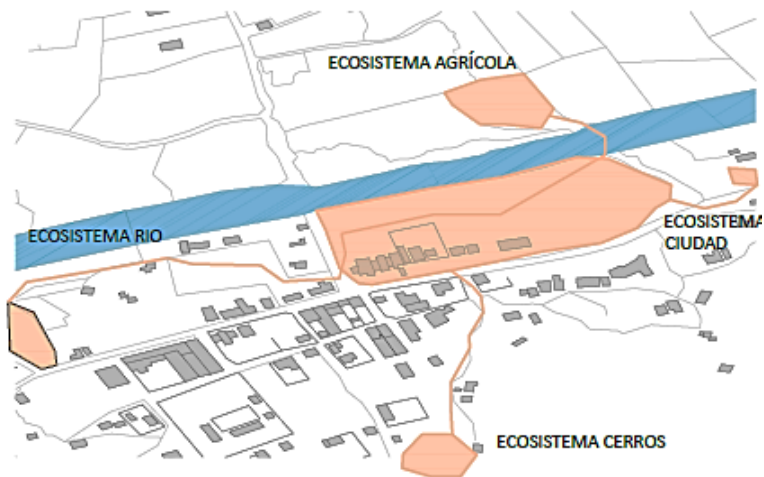 ECOSISTEMA AGRÍCOLA
ECOSISTEMA RIO
ECOSISTEMA
CIUDAD
ECOSISTEMA CERROS